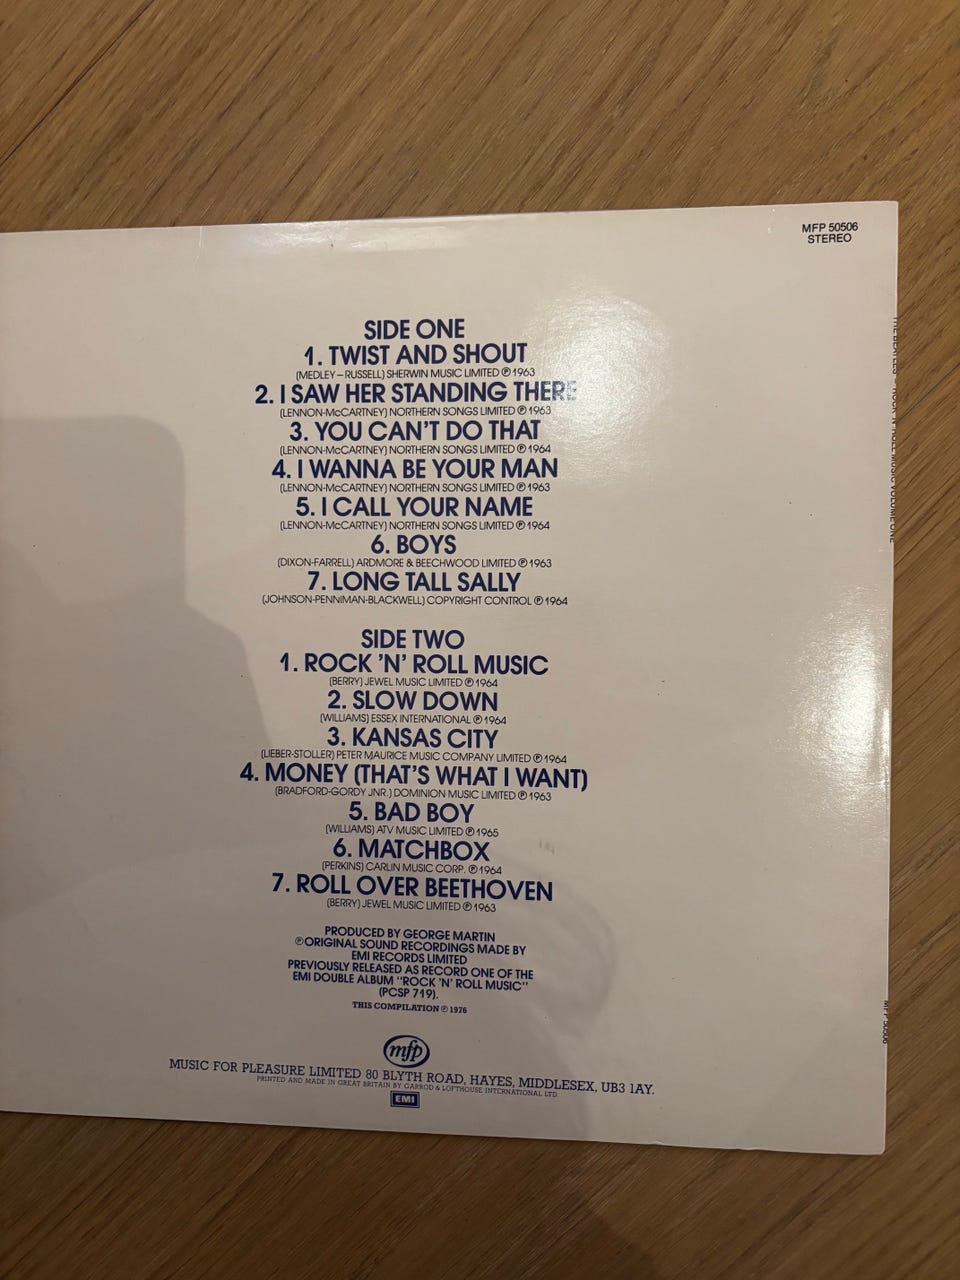 MFP 50506
STEREO
SIDE ONE
1. TWIST AND SHOUT
(MEDLEY – RUSSELL) SHERWIN MUSIC LIMITED ℗ 1963
2. I SAW HER STANDING THERE
(LENNON-McCARTNEY) NORTHERN SONGS LIMITED ℗ 1963
3. YOU CAN'T DO THAT
(LENNON-McCARTNEY) NORTHERN SONGS LIMITED ℗ 1964
4. I WANNA BE YOUR MAN
(LENNON-McCARTNEY) NORTHERN SONGS LIMITED ℗ 1963
5. I CALL YOUR NAME
(LENNON-McCARTNEY) NORTHERN SONGS LIMITED ℗ 1964
6. BOYS
(DIXON-FARRELL) ARDMORE & BEECHWOOD LIMITED ℗ 1963
7. LONG TALL SALLY
(JOHNSON-PENNIMAN-BLACKWELL) COPYRIGHT CONTROL ℗ 1964
SIDE TWO
1. ROCK 'N' ROLL MUSIC
(BERRY) JEWEL MUSIC LIMITED ℗ 1964
2. SLOW DOWN
(WILLIAMS) ESSEX INTERNATIONAL ℗ 1964
3. KANSAS CITY
(LIEBER-STOLLER) PETER MAURICE MUSIC COMPANY LIMITED ℗ 1964
4. MONEY (THAT'S WHAT I WANT)
(BRADFORD-GORDY JNR.) DOMINION MUSIC LIMITED ℗ 1963
5. BAD BOY
(WILLIAMS) ATV MUSIC LIMITED ℗ 1965
6. MATCHBOX
(PERKINS) CARLIN MUSIC CORP. ℗ 1964
7. ROLL OVER BEETHOVEN
(BERRY) JEWEL MUSIC LIMITED ℗ 1963
PRODUCED BY GEORGE MARTIN
℗ ORIGINAL SOUND RECORDINGS MADE BY
EMI RECORDS LIMITED
PREVIOUSLY RELEASED AS RECORD ONE OF THE
EMI DOUBLE ALBUM "ROCK 'N' ROLL MUSIC"
(PCSP 719).
THIS COMPILATION ℗ 1976
mfp
MUSIC FOR PLEASURE LIMITED 80 BLYTH ROAD, HAYES, MIDDLESEX, UB3 1AY.
PRINTED AND MADE IN GREAT BRITAIN BY GARROD & LOFTHOUSE INTERNATIONAL LTD.
EMI
THE BEATLES – ROCK 'N' ROLL MUSIC VOLUME ONE
MFP 50506